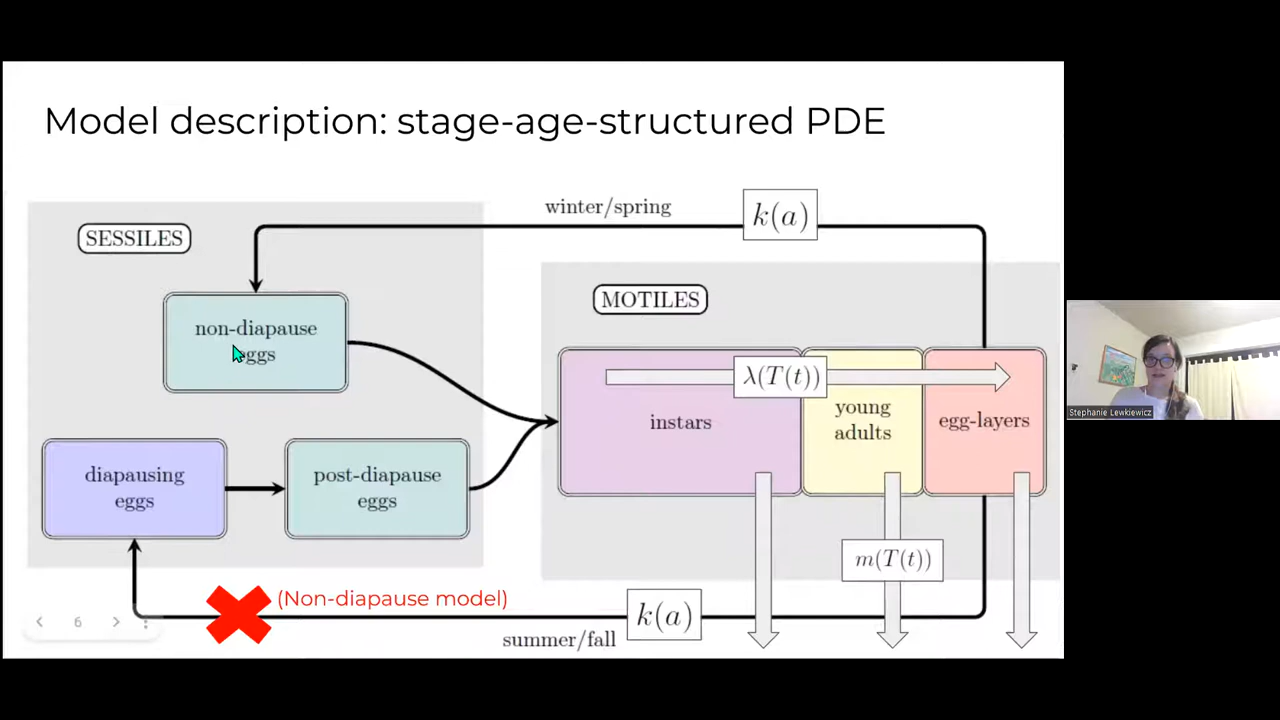 Model description: stage-age-structured PDE
winter/spring
k(a)
SESSILES
MOTILES
non-diapause
eggs
λ(T(t))
instars
young
adults
egg-layers
diapausing
eggs
post-diapause
eggs
m(T(t))
(Non-diapause model)
k(a)
6
summer/fall
Stephanie Lewkiewicz